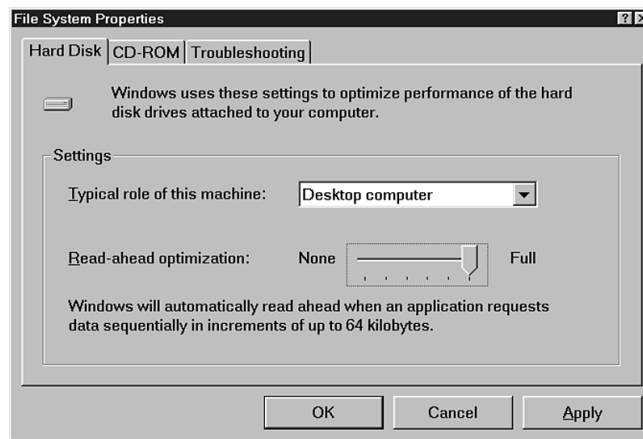 File System Properties
Hard Disk
CD-ROM
Troubleshooting
Windows uses these settings to optimize performance of the hard
disk drives attached to your computer.
Settings
Typical role of this machine:
Desktop computer
Read-ahead optimization:
None
Full
Windows will automatically read ahead when an application requests
data sequentially in increments of up to 64 kilobytes.
OK
Cancel
Apply